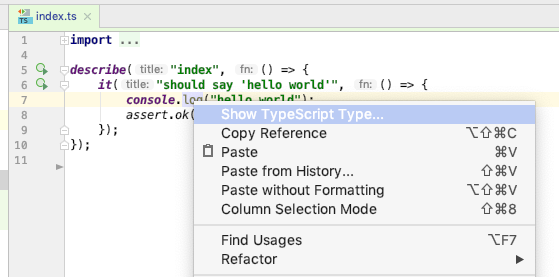 TS index.ts ×
1 import ...
4
5 describe( title: "index", fn: () => {
6 it( title: "should say 'hello world'", fn: () => {
7 console.log("hello world");
8 assert.ok(
9 });
10 });
11
Show TypeScript Type...
Copy Reference ⌥⇧⌘C
Paste ⌘V
Paste from History... ⇧⌘V
Paste without Formatting ⌥⇧⌘V
Column Selection Mode ⇧⌘8
Find Usages ⌥F7
Refactor ▶